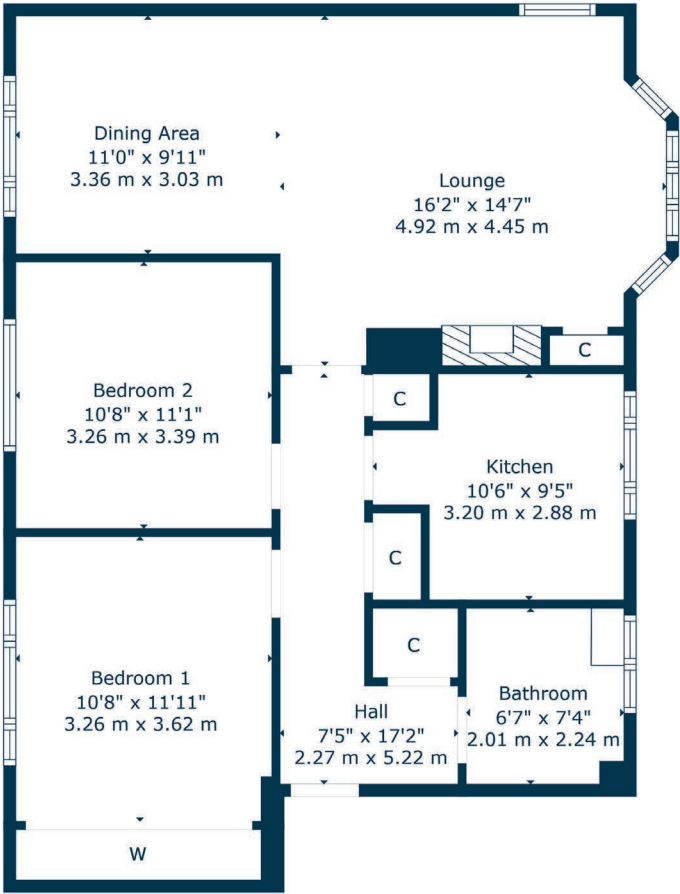 Dining Area
11'0" x 9'11"
3.36 m x 3.03 m
Lounge
16'2" x 14'7"
4.92 m x 4.45 m
C
Bedroom 2
10'8" x 11'1"
3.26 m x 3.39 m
C
Kitchen
10'6" x 9'5"
3.20 m x 2.88 m
C
C
Bedroom 1
10'8" x 11'11"
3.26 m x 3.62 m
Hall
7'5" x 17'2"
2.27 m x 5.22 m
Bathroom
6'7" x 7'4"
2.01 m x 2.24 m
W